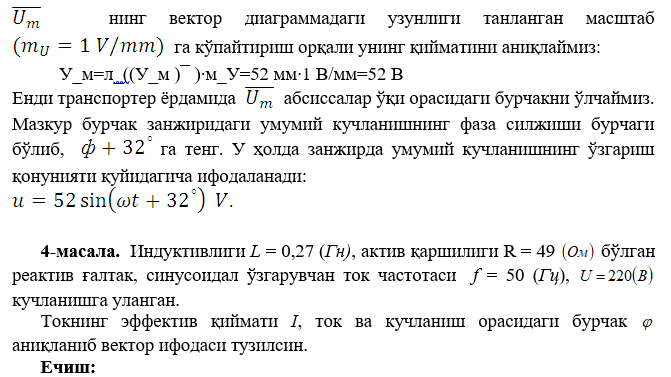 $\overline{U_m}$ нинг вектор диаграммадаги узунлиги танланган масштаб
$(m_U = 1\ V/mm)$ га кўпайтириш орқали унинг қийматини аниқлаймиз:
У_м=л_((У_м )¯ )·m_У=52 мм·1 В/мм=52 В
Енди транспортер ёрдамида $\overline{U_m}$ абсиссалар ўқи орасидаги бурчакни ўлчаймиз.
Мазкур бурчак занжиридаги умумий кучланишнинг фаза силжиши бурчаги
бўлиб, $ф + 32^\circ$ га тенг. У ҳолда занжирда умумий кучланишнинг ўзгариш
қонунияти қуйидагича ифодаланади:
$u = 52 \sin(\omega t + 32^\circ)\ V.$
4-масала. Индуктивлиги L = 0,27 (Гн), актив қаршилиги R = 49 (Ом) бўлган
реактив ғалтак, синусоидал ўзгарувчан ток частотаси f = 50 (Гц), U = 220(В)
кучланишга уланган.
Токнинг эффектив қиймати I, ток ва кучланиш орасидаги бурчак φ
аниқланиб вектор ифодаси тузилсин.
Ечиш: